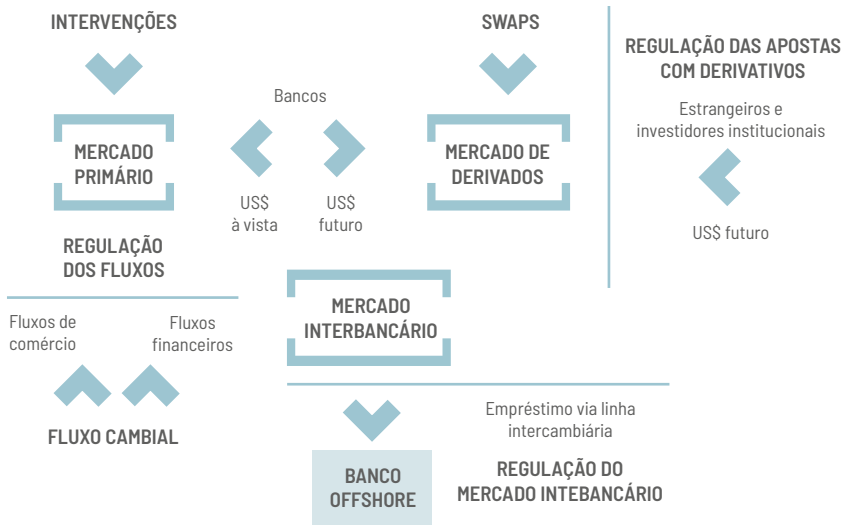 INTERVENÇÕES
MERCADO
PRIMÁRIO
REGULAÇÃO
DOS FLUXOS
Fluxos de
comércio
Fluxos
financeiros
FLUXO CAMBIAL
Bancos
US$
à vista
US$
futuro
SWAPS
MERCADO DE
DERIVADOS
MERCADO
INTERBANCÁRIO
Empréstimo via linha
intercambiária
BANCO
OFFSHORE
REGULAÇÃO DO
MERCADO INTEBANCÁRIO
REGULAÇÃO DAS APOSTAS
COM DERIVATIVOS
Estrangeiros e
investidores institucionais
US$ futuro